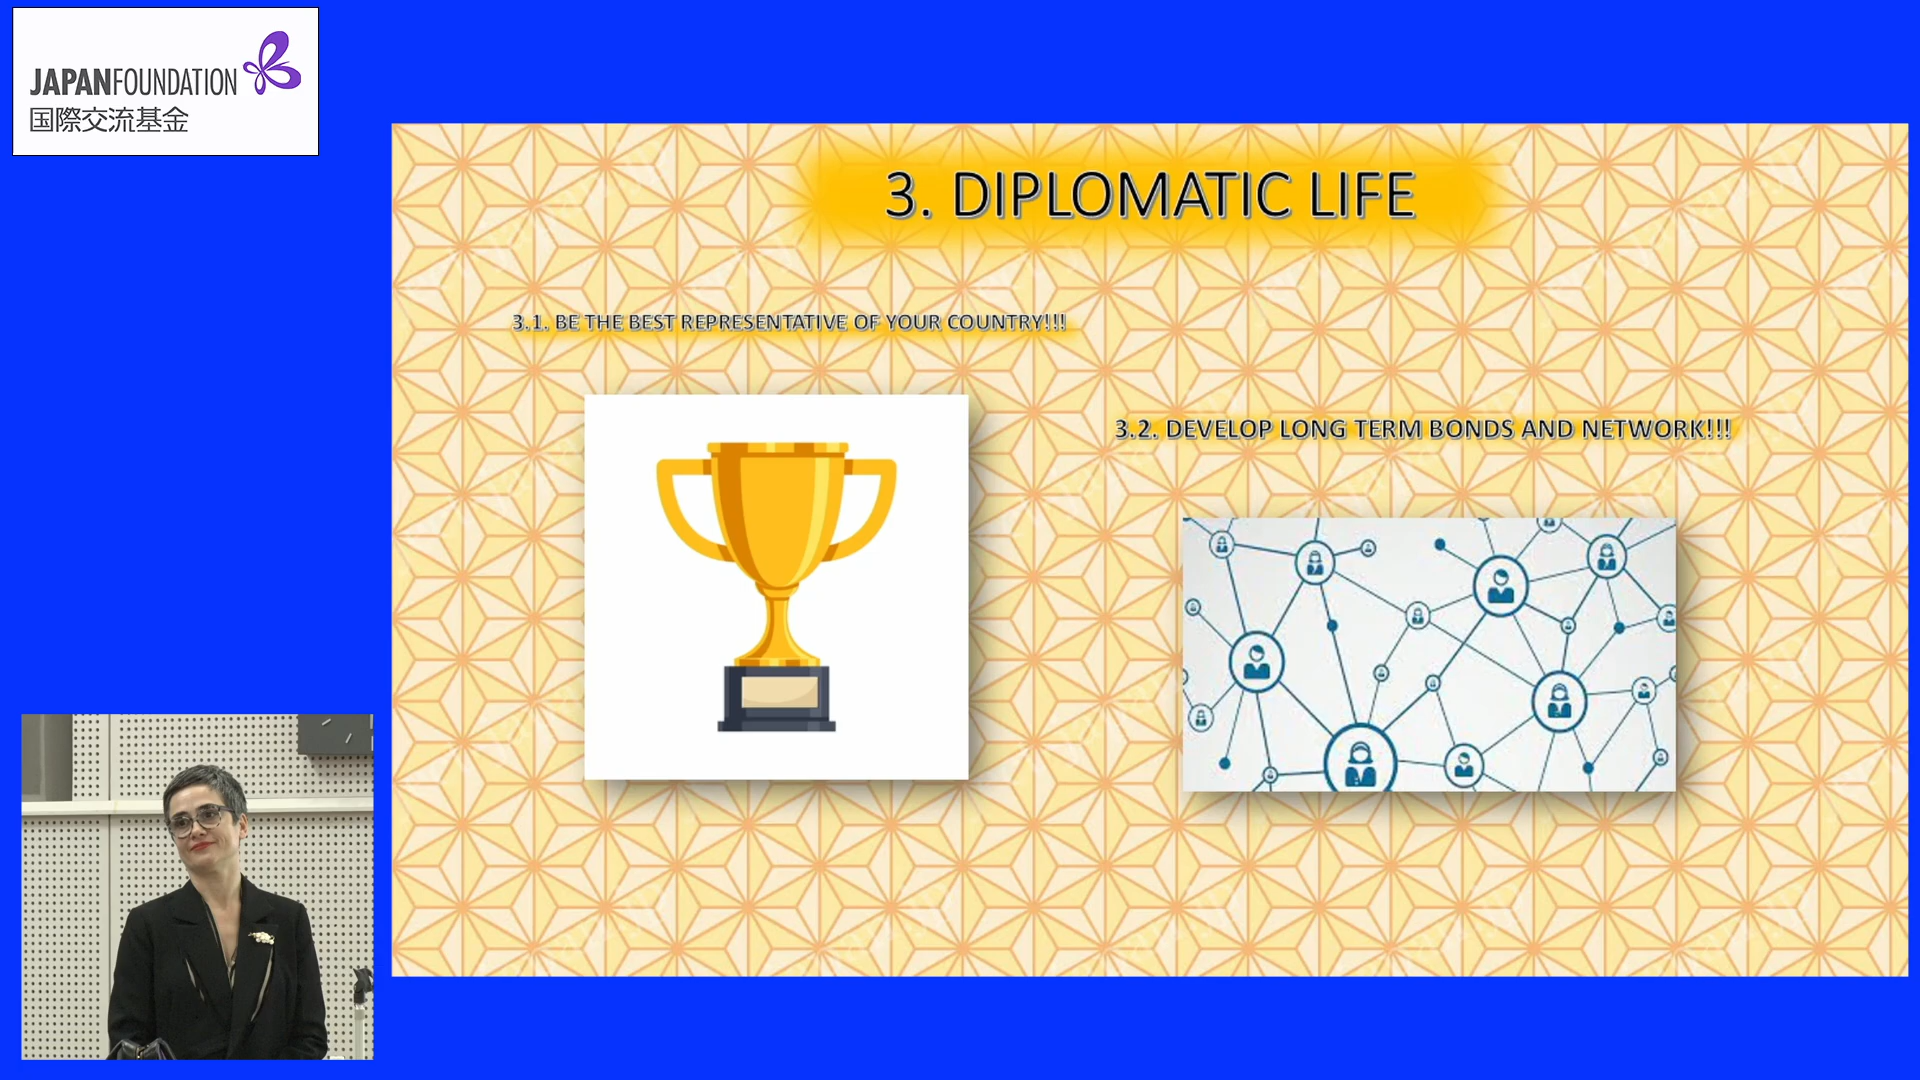 JAPANFOUNDATION
国際交流基金
3. DIPLOMATIC LIFE
3.1. BE THE BEST REPRESENTATIVE OF YOUR COUNTRY!!!
3.2. DEVELOP LONG TERM BONDS AND NETWORK!!!